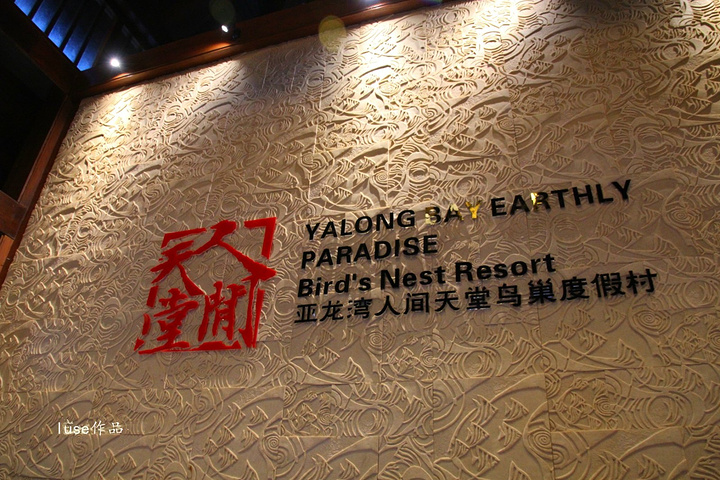 人间
天堂
YALONG BAY EARTHLY
PARADISE
Bird's Nest Resort
亚龙湾人间天堂鸟巢度假村
lüse作品